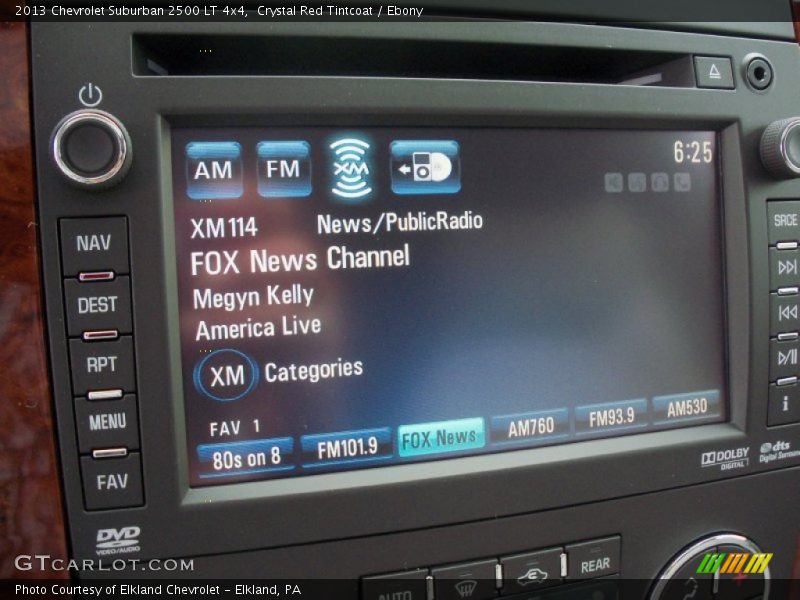 2013 Chevrolet Suburban 2500 LT 4x4,  Crystal Red Tintcoat / Ebony
AM FM XM 6:25
XM114 News/PublicRadio
FOX News Channel
Megyn Kelly
America Live
XM Categories
FAV 1
80s on 8 FM101.9 FOX News AM760 FM93.9 AM530
NAV
DEST
RPT
MENU
FAV
SRCE
i
DVD
VIDEO/AUDIO
DOLBY
DIGITAL
dts
Digital Surround
AUTO
REAR
GTCARLOT.COM
Photo Courtesy of Elkland Chevrolet - Elkland, PA